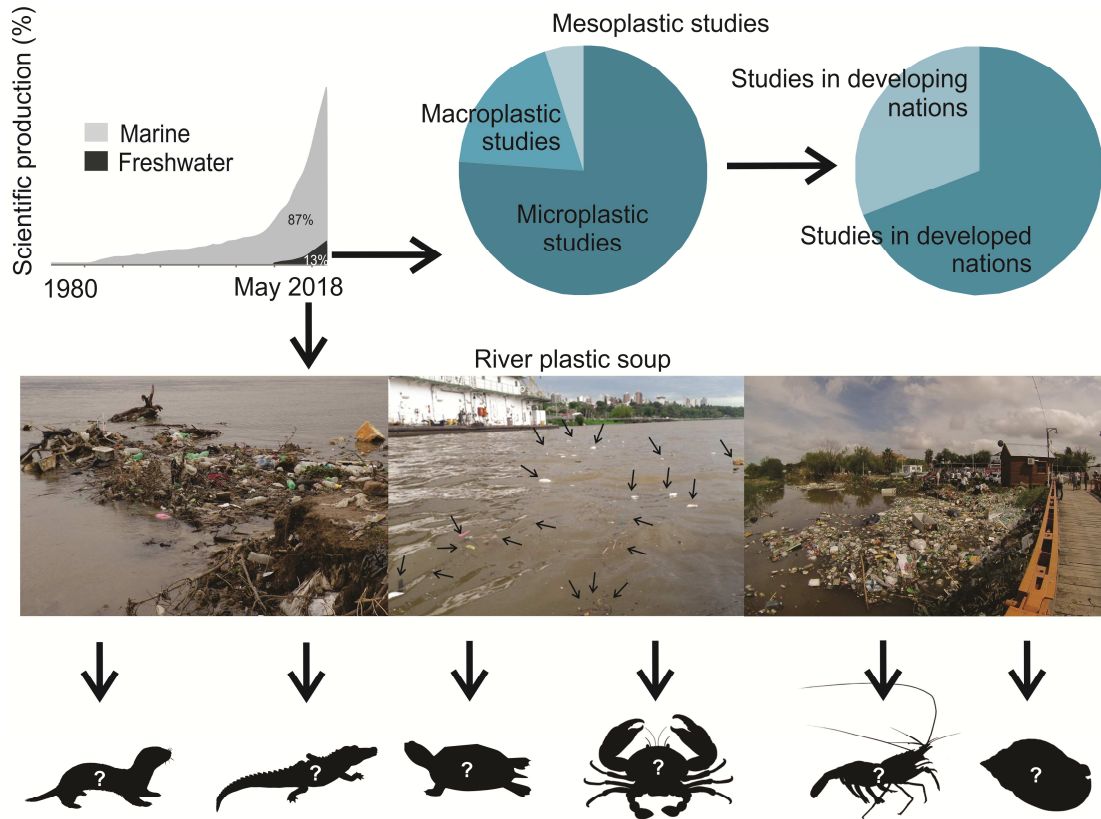 Scientific production (%)
Marine
Freshwater
87%
13%
1980
May 2018
Mesoplastic studies
Macroplastic
studies
Microplastic
studies
Studies in developing
nations
Studies in developed
nations
River plastic soup
?
?
?
?
?
?